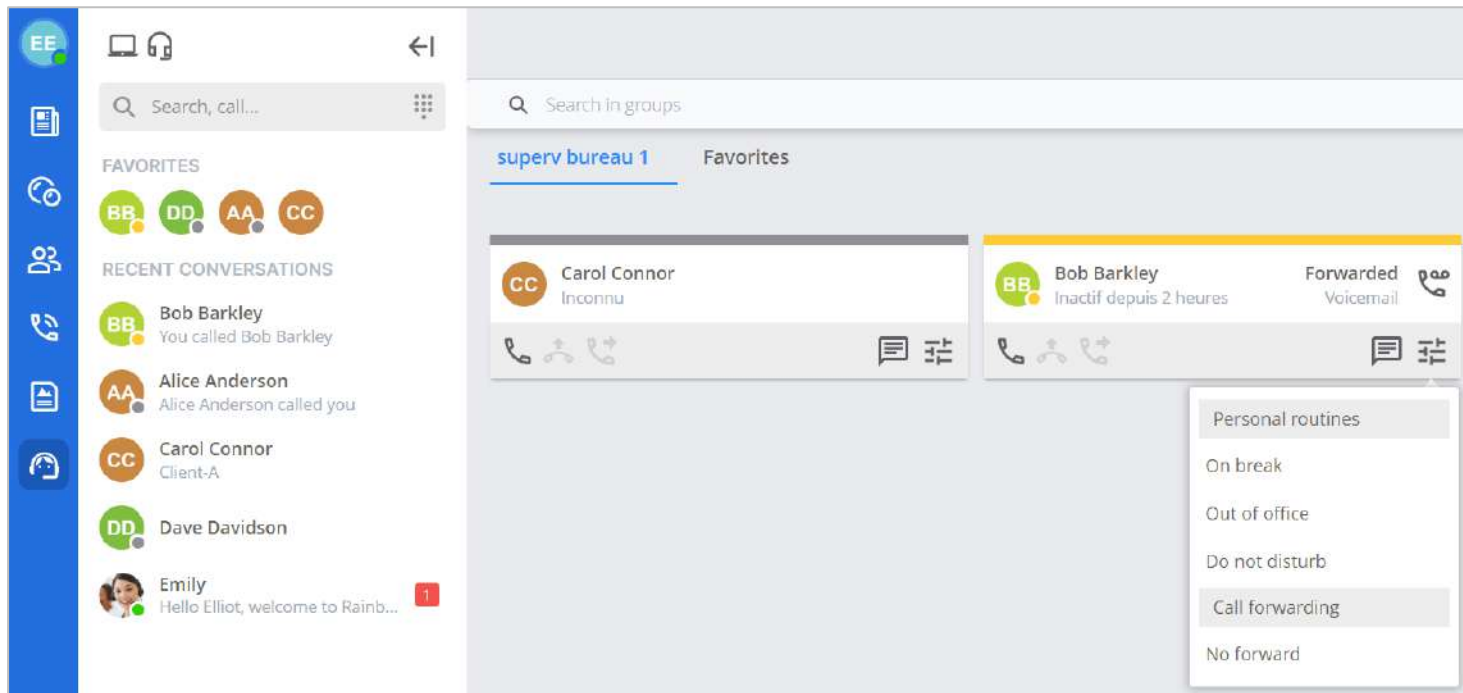 EE
Search, call...
FAVORITES
BB DD AA CC
RECENT CONVERSATIONS
BB
Bob Barkley
You called Bob Barkley
AA
Alice Anderson
Alice Anderson called you
CC
Carol Connor
Client-A
DD
Dave Davidson
Emily
Hello Elliot, welcome to Rainb...
1
Search in groups
superv bureau 1 Favorites
CC
Carol Connor
Inconnu
BB
Bob Barkley
Inactif depuis 2 heures
Forwarded
Voicemail
Personal routines
On break
Out of office
Do not disturb
Call forwarding
No forward